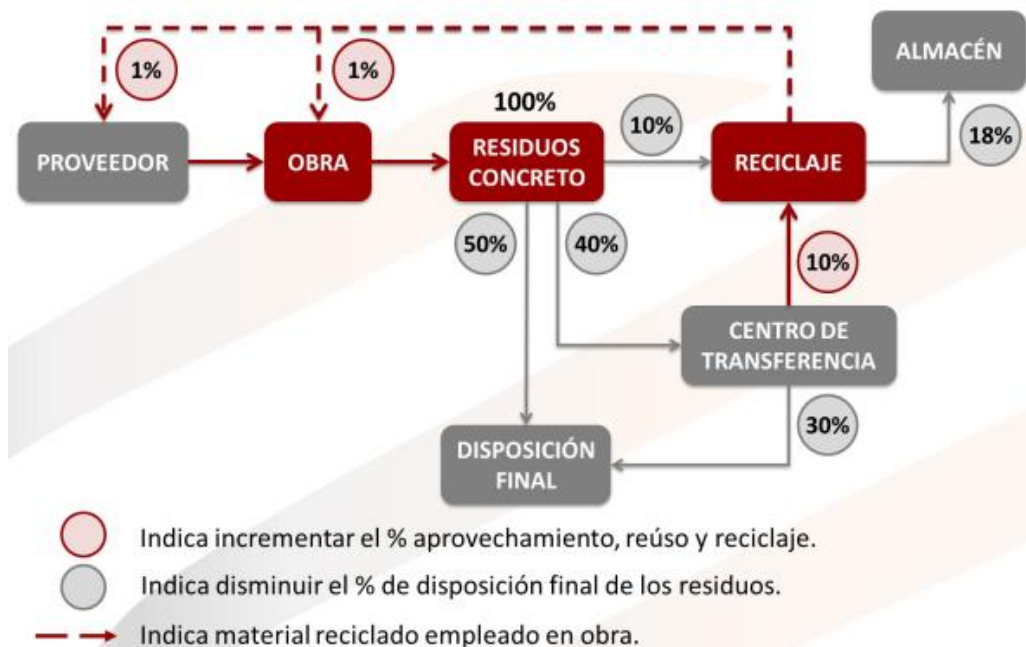 1%
1%
ALMACÉN
100%
10%
18%
PROVEEDOR
OBRA
RESIDUOS
CONCRETO
RECICLAJE
50%
40%
10%
CENTRO DE
TRANSFERENCIA
30%
DISPOSICIÓN
FINAL
Indica incrementar el % aprovechamiento, reúso y reciclaje.
Indica disminuir el % de disposición final de los residuos.
Indica material reciclado empleado en obra.